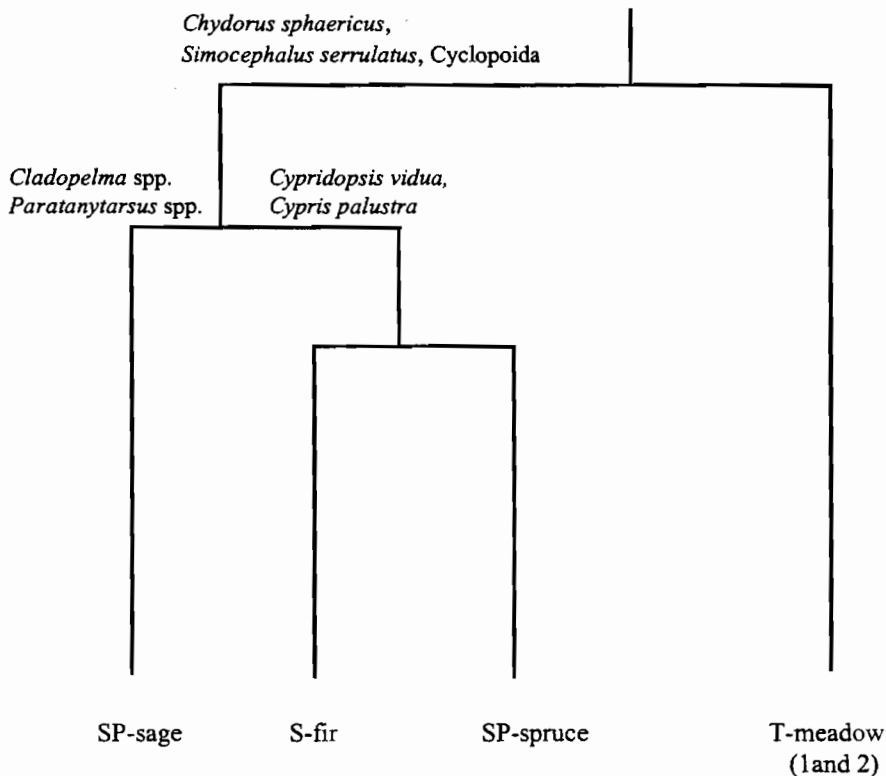 Chydorus sphaericus,
Simocephalus serrulatus, Cyclopoida
Cladopelma spp.
Paratanytarsus spp.
Cypridopsis vidua,
Cypris palustra
SP-sage
S-fir
SP-spruce
T-meadow
(1and 2)